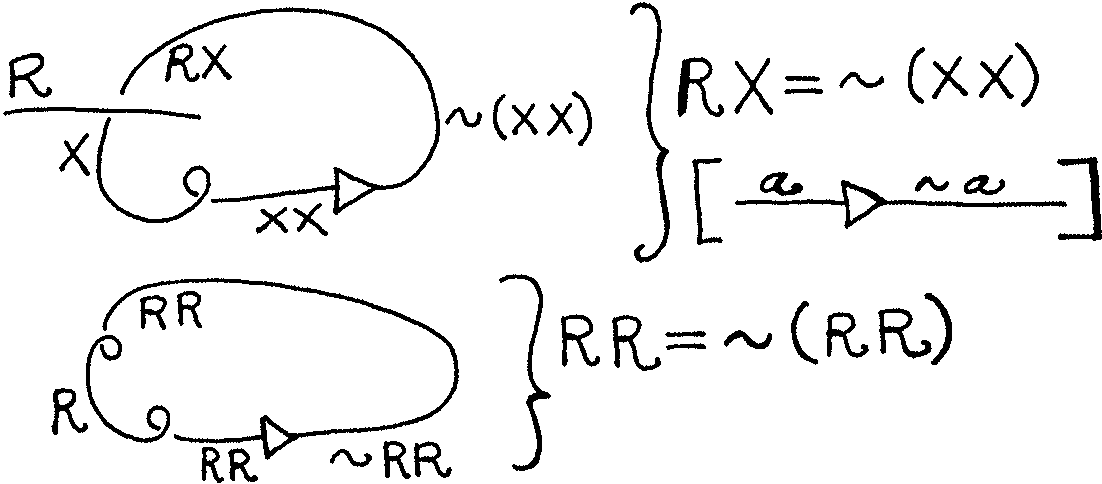 R
RX
X
XX
~(XX)
RX = ~(XX)
[ a ~a ]
RR
R
RR
~RR
RR = ~(RR)